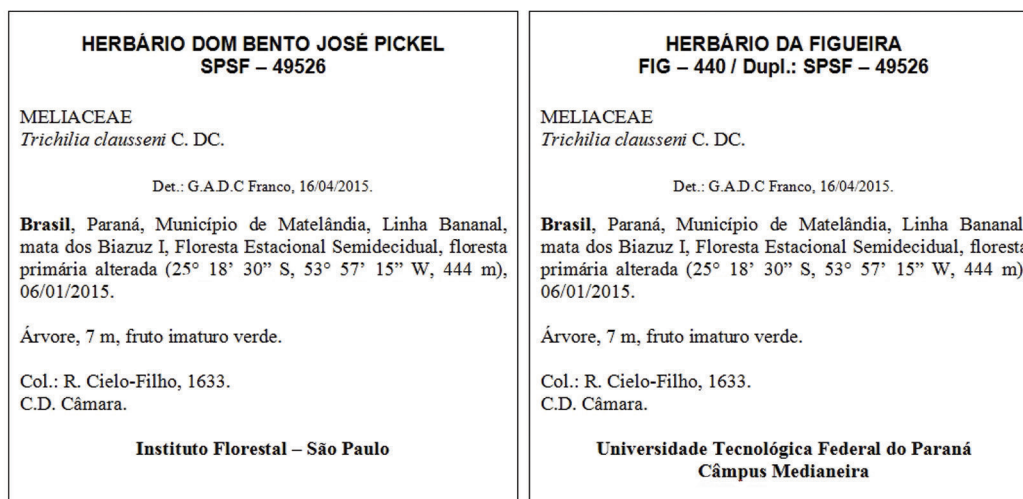 HERBÁRIO DOM BENTO JOSÉ PICKEL
SPSF – 49526
MELIACEAE
Trichilia clausseni C. DC.
Det.: G.A.D.C Franco, 16/04/2015.
Brasil, Paraná, Município de Matelândia, Linha Bananal,
mata dos Biazuz I, Floresta Estacional Semidecidual, floresta
primária alterada (25° 18’ 30” S, 53° 57’ 15” W, 444 m),
06/01/2015.
Árvore, 7 m, fruto imaturo verde.
Col.: R. Cielo-Filho, 1633.
C.D. Câmara.
Instituto Florestal – São Paulo
HERBÁRIO DA FIGUEIRA
FIG – 440 / Dupl.: SPSF – 49526
MELIACEAE
Trichilia clausseni C. DC.
Det.: G.A.D.C Franco, 16/04/2015.
Brasil, Paraná, Município de Matelândia, Linha Bananal
mata dos Biazuz I, Floresta Estacional Semidecidual, floresta
primária alterada (25° 18’ 30” S, 53° 57’ 15” W, 444 m)
06/01/2015.
Árvore, 7 m, fruto imaturo verde.
Col.: R. Cielo-Filho, 1633.
C.D. Câmara.
Universidade Tecnológica Federal do Paraná
Câmpus Medianeira